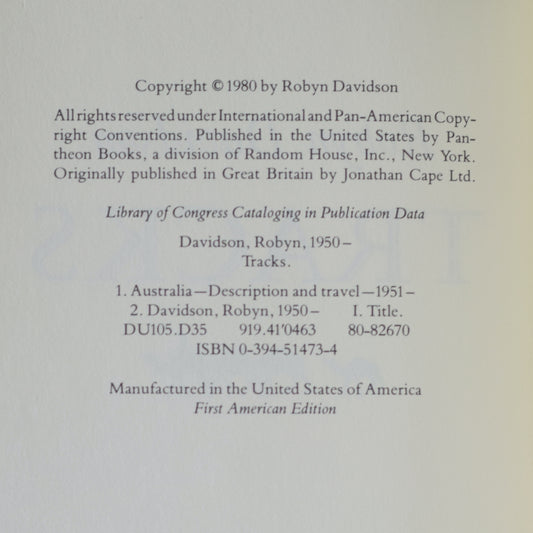 Copyright © 1980 by Robyn Davidson
All rights reserved under International and Pan-American Copy-
right Conventions. Published in the United States by Pan-
theon Books, a division of Random House, Inc., New York.
Originally published in Great Britain by Jonathan Cape Ltd.
Library of Congress Cataloging in Publication Data
Davidson, Robyn, 1950–
Tracks.
1. Australia—Description and travel—1951–
2. Davidson, Robyn, 1950– I. Title.
DU105.D35 919.41'0463 80-82670
ISBN 0-394-51473-4
Manufactured in the United States of America
First American Edition